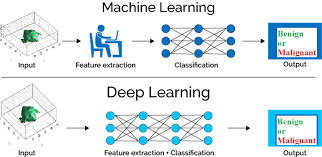 Machine Learning
Benign
or
Malignant
Input
Feature extraction
Classification
Output
Deep Learning
Benign
or
Malignant
Input
Feature extraction + Classification
Output